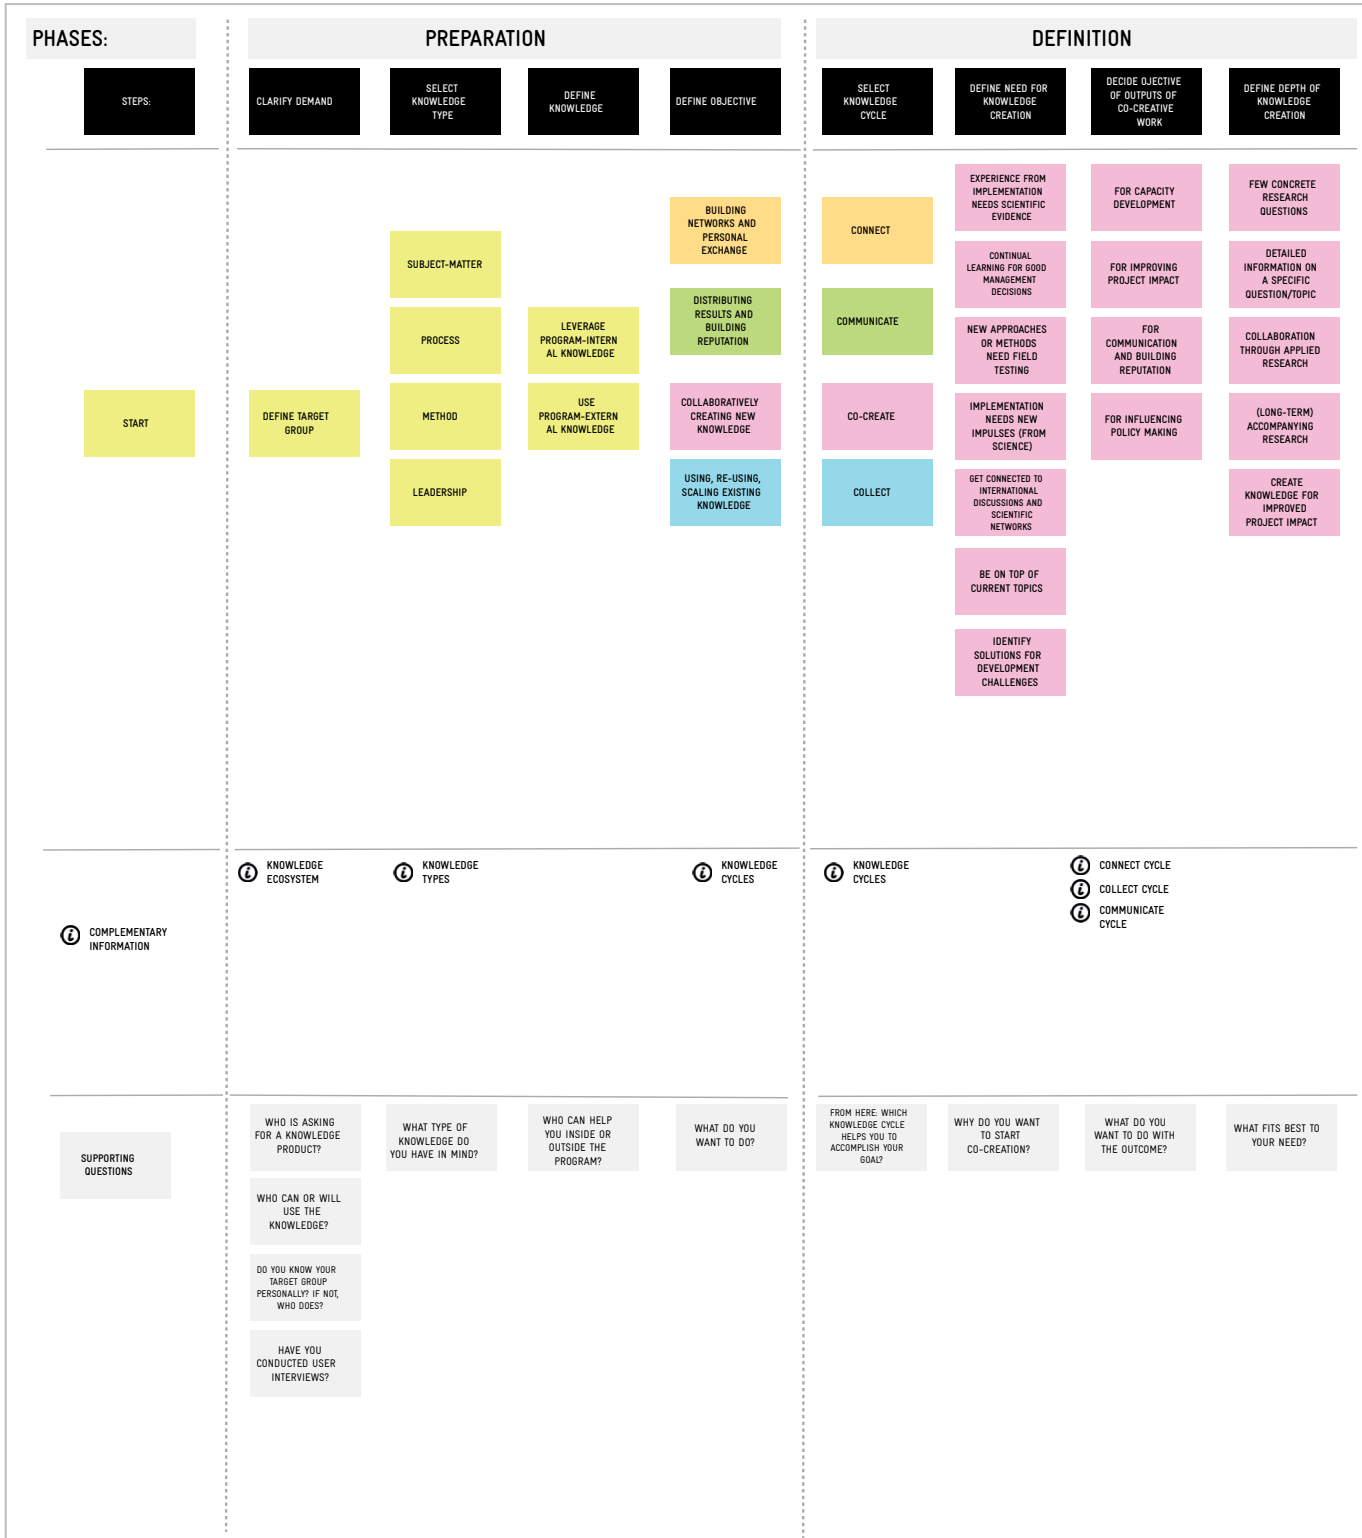 PHASES:
PREPARATION
DEFINITION
STEPS:
CLARIFY DEMAND
SELECT
KNOWLEDGE
TYPE
DEFINE
KNOWLEDGE
DEFINE OBJECTIVE
SELECT
KNOWLEDGE
CYCLE
DEFINE NEED FOR
KNOWLEDGE
CREATION
DECIDE OJECTIVE
OF OUTPUTS OF
CO-CREATIVE
WORK
DEFINE DEPTH OF
KNOWLEDGE
CREATION
START
DEFINE TARGET
GROUP
SUBJECT-MATTER
PROCESS
METHOD
LEADERSHIP
LEVERAGE
PROGRAM-INTERN
AL KNOWLEDGE
USE
PROGRAM-EXTERN
AL KNOWLEDGE
BUILDING
NETWORKS AND
PERSONAL
EXCHANGE
DISTRIBUTING
RESULTS AND
BUILDING
REPUTATION
COLLABORATIVELY
CREATING NEW
KNOWLEDGE
USING, RE-USING,
SCALING EXISTING
KNOWLEDGE
CONNECT
COMMUNICATE
CO-CREATE
COLLECT
EXPERIENCE FROM
IMPLEMENTATION
NEEDS SCIENTIFIC
EVIDENCE
CONTINUAL
LEARNING FOR GOOD
MANAGEMENT
DECISIONS
NEW APPROACHES
OR METHODS
NEED FIELD
TESTING
IMPLEMENTATION
NEEDS NEW
IMPULSES (FROM
SCIENCE)
GET CONNECTED TO
INTERNATIONAL
DISCUSSIONS AND
SCIENTIFIC
NETWORKS
BE ON TOP OF
CURRENT TOPICS
IDENTIFY
SOLUTIONS FOR
DEVELOPMENT
CHALLENGES
FOR CAPACITY
DEVELOPMENT
FOR IMPROVING
PROJECT IMPACT
FOR
COMMUNICATION
AND BUILDING
REPUTATION
FOR INFLUENCING
POLICY MAKING
FEW CONCRETE
RESEARCH
QUESTIONS
DETAILED
INFORMATION ON
A SPECIFIC
QUESTION/TOPIC
COLLABORATION
THROUGH APPLIED
RESEARCH
(LONG-TERM)
ACCOMPANYING
RESEARCH
CREATE
KNOWLEDGE FOR
IMPROVED
PROJECT IMPACT
COMPLEMENTARY
INFORMATION
KNOWLEDGE
ECOSYSTEM
KNOWLEDGE
TYPES
KNOWLEDGE
CYCLES
KNOWLEDGE
CYCLES
CONNECT CYCLE
COLLECT CYCLE
COMMUNICATE
CYCLE
SUPPORTING
QUESTIONS
WHO IS ASKING
FOR A KNOWLEDGE
PRODUCT?
WHO CAN OR WILL
USE THE
KNOWLEDGE?
DO YOU KNOW YOUR
TARGET GROUP
PERSONALLY? IF NOT,
WHO DOES?
HAVE YOU
CONDUCTED USER
INTERVIEWS?
WHAT TYPE OF
KNOWLEDGE DO
YOU HAVE IN MIND?
WHO CAN HELP
YOU INSIDE OR
OUTSIDE THE
PROGRAM?
WHAT DO YOU
WANT TO DO?
FROM HERE: WHICH
KNOWLEDGE CYCLE
HELPS YOU TO
ACCOMPLISH YOUR
GOAL?
WHY DO YOU WANT
TO START
CO-CREATION?
WHAT DO YOU
WANT TO DO WITH
THE OUTCOME?
WHAT FITS BEST TO
YOUR NEED?